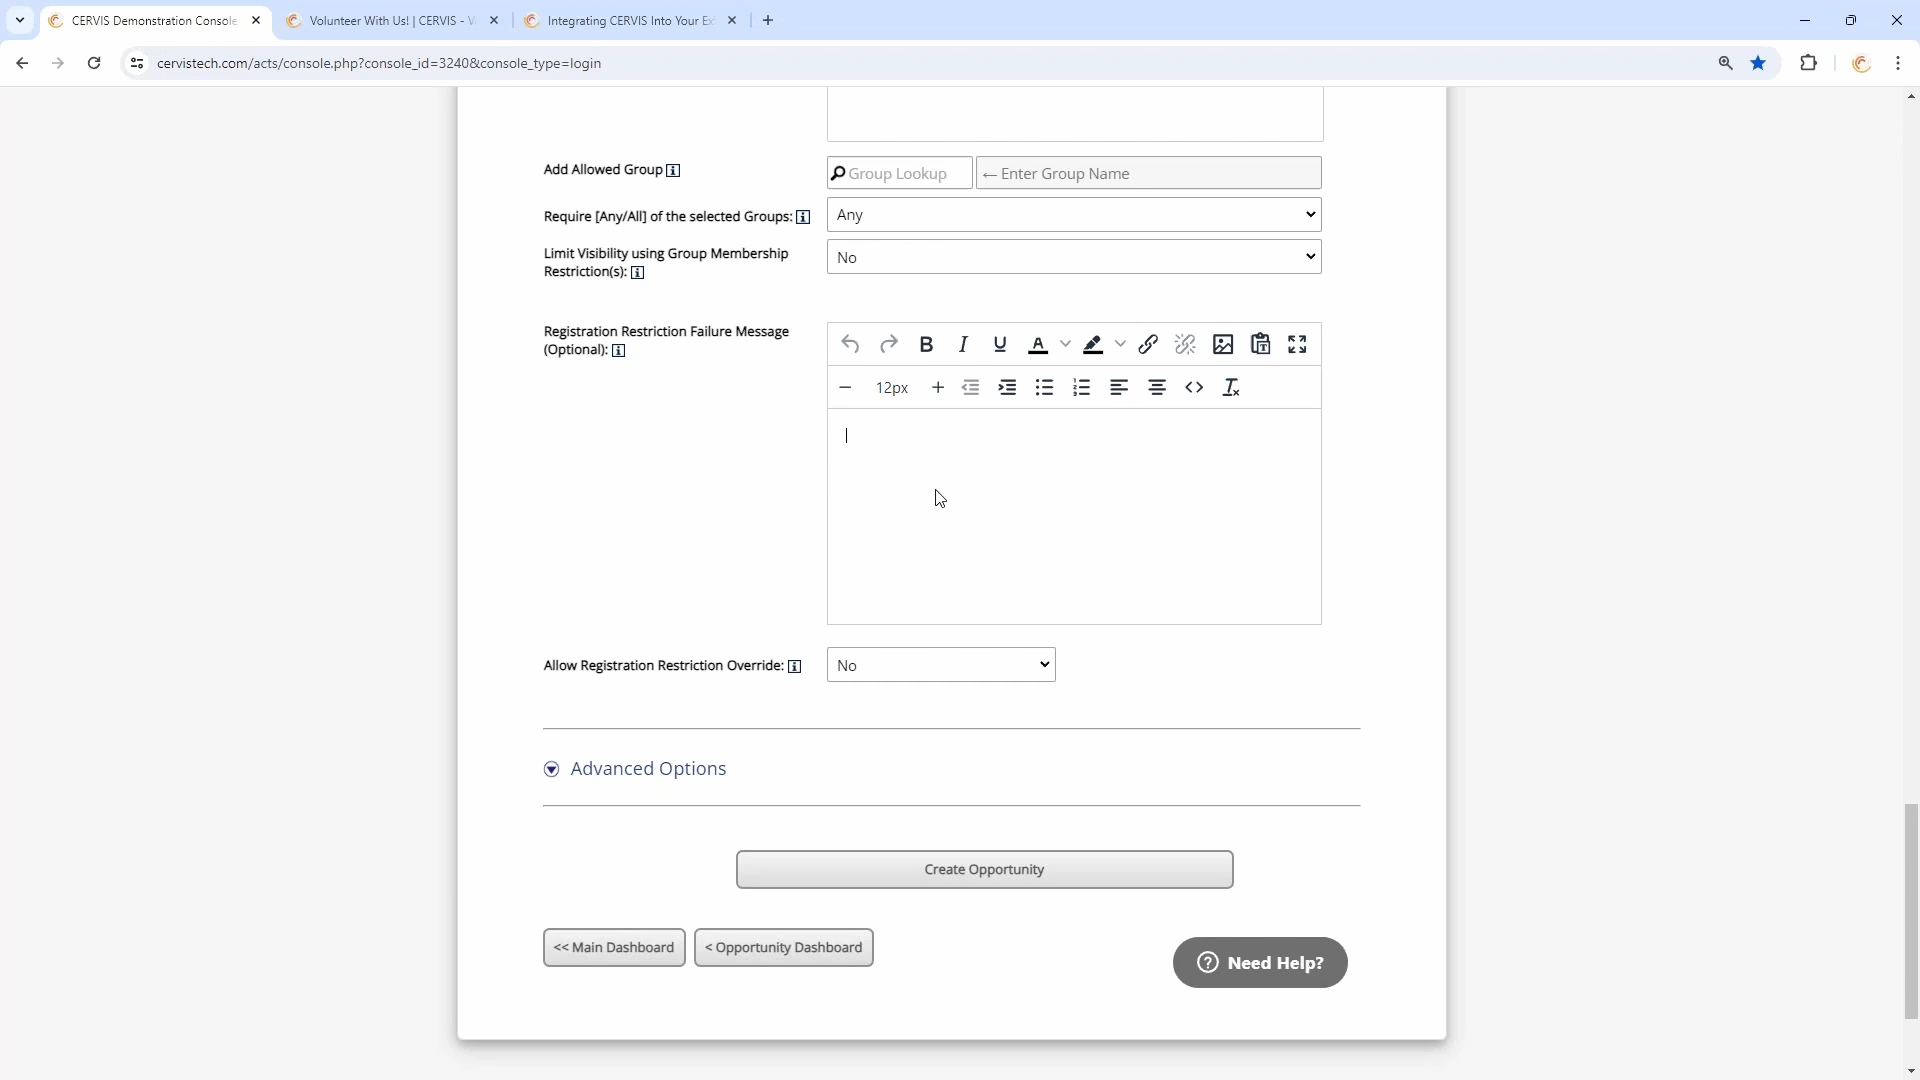 CERVIS Demonstration Console
Volunteer With Us! | CERVIS - V
Integrating CERVIS Into Your Ex
cervistech.com/acts/console.php?console_id=3240&console_type=login
Add Allowed Group
Group Lookup
←Enter Group Name
Require [Any/All] of the selected Groups:
Any
Limit Visibility using Group Membership
Restriction(s):
No
Registration Restriction Failure Message
(Optional):
12px
Allow Registration Restriction Override:
No
Advanced Options
Create Opportunity
<< Main Dashboard
< Opportunity Dashboard
Need Help?